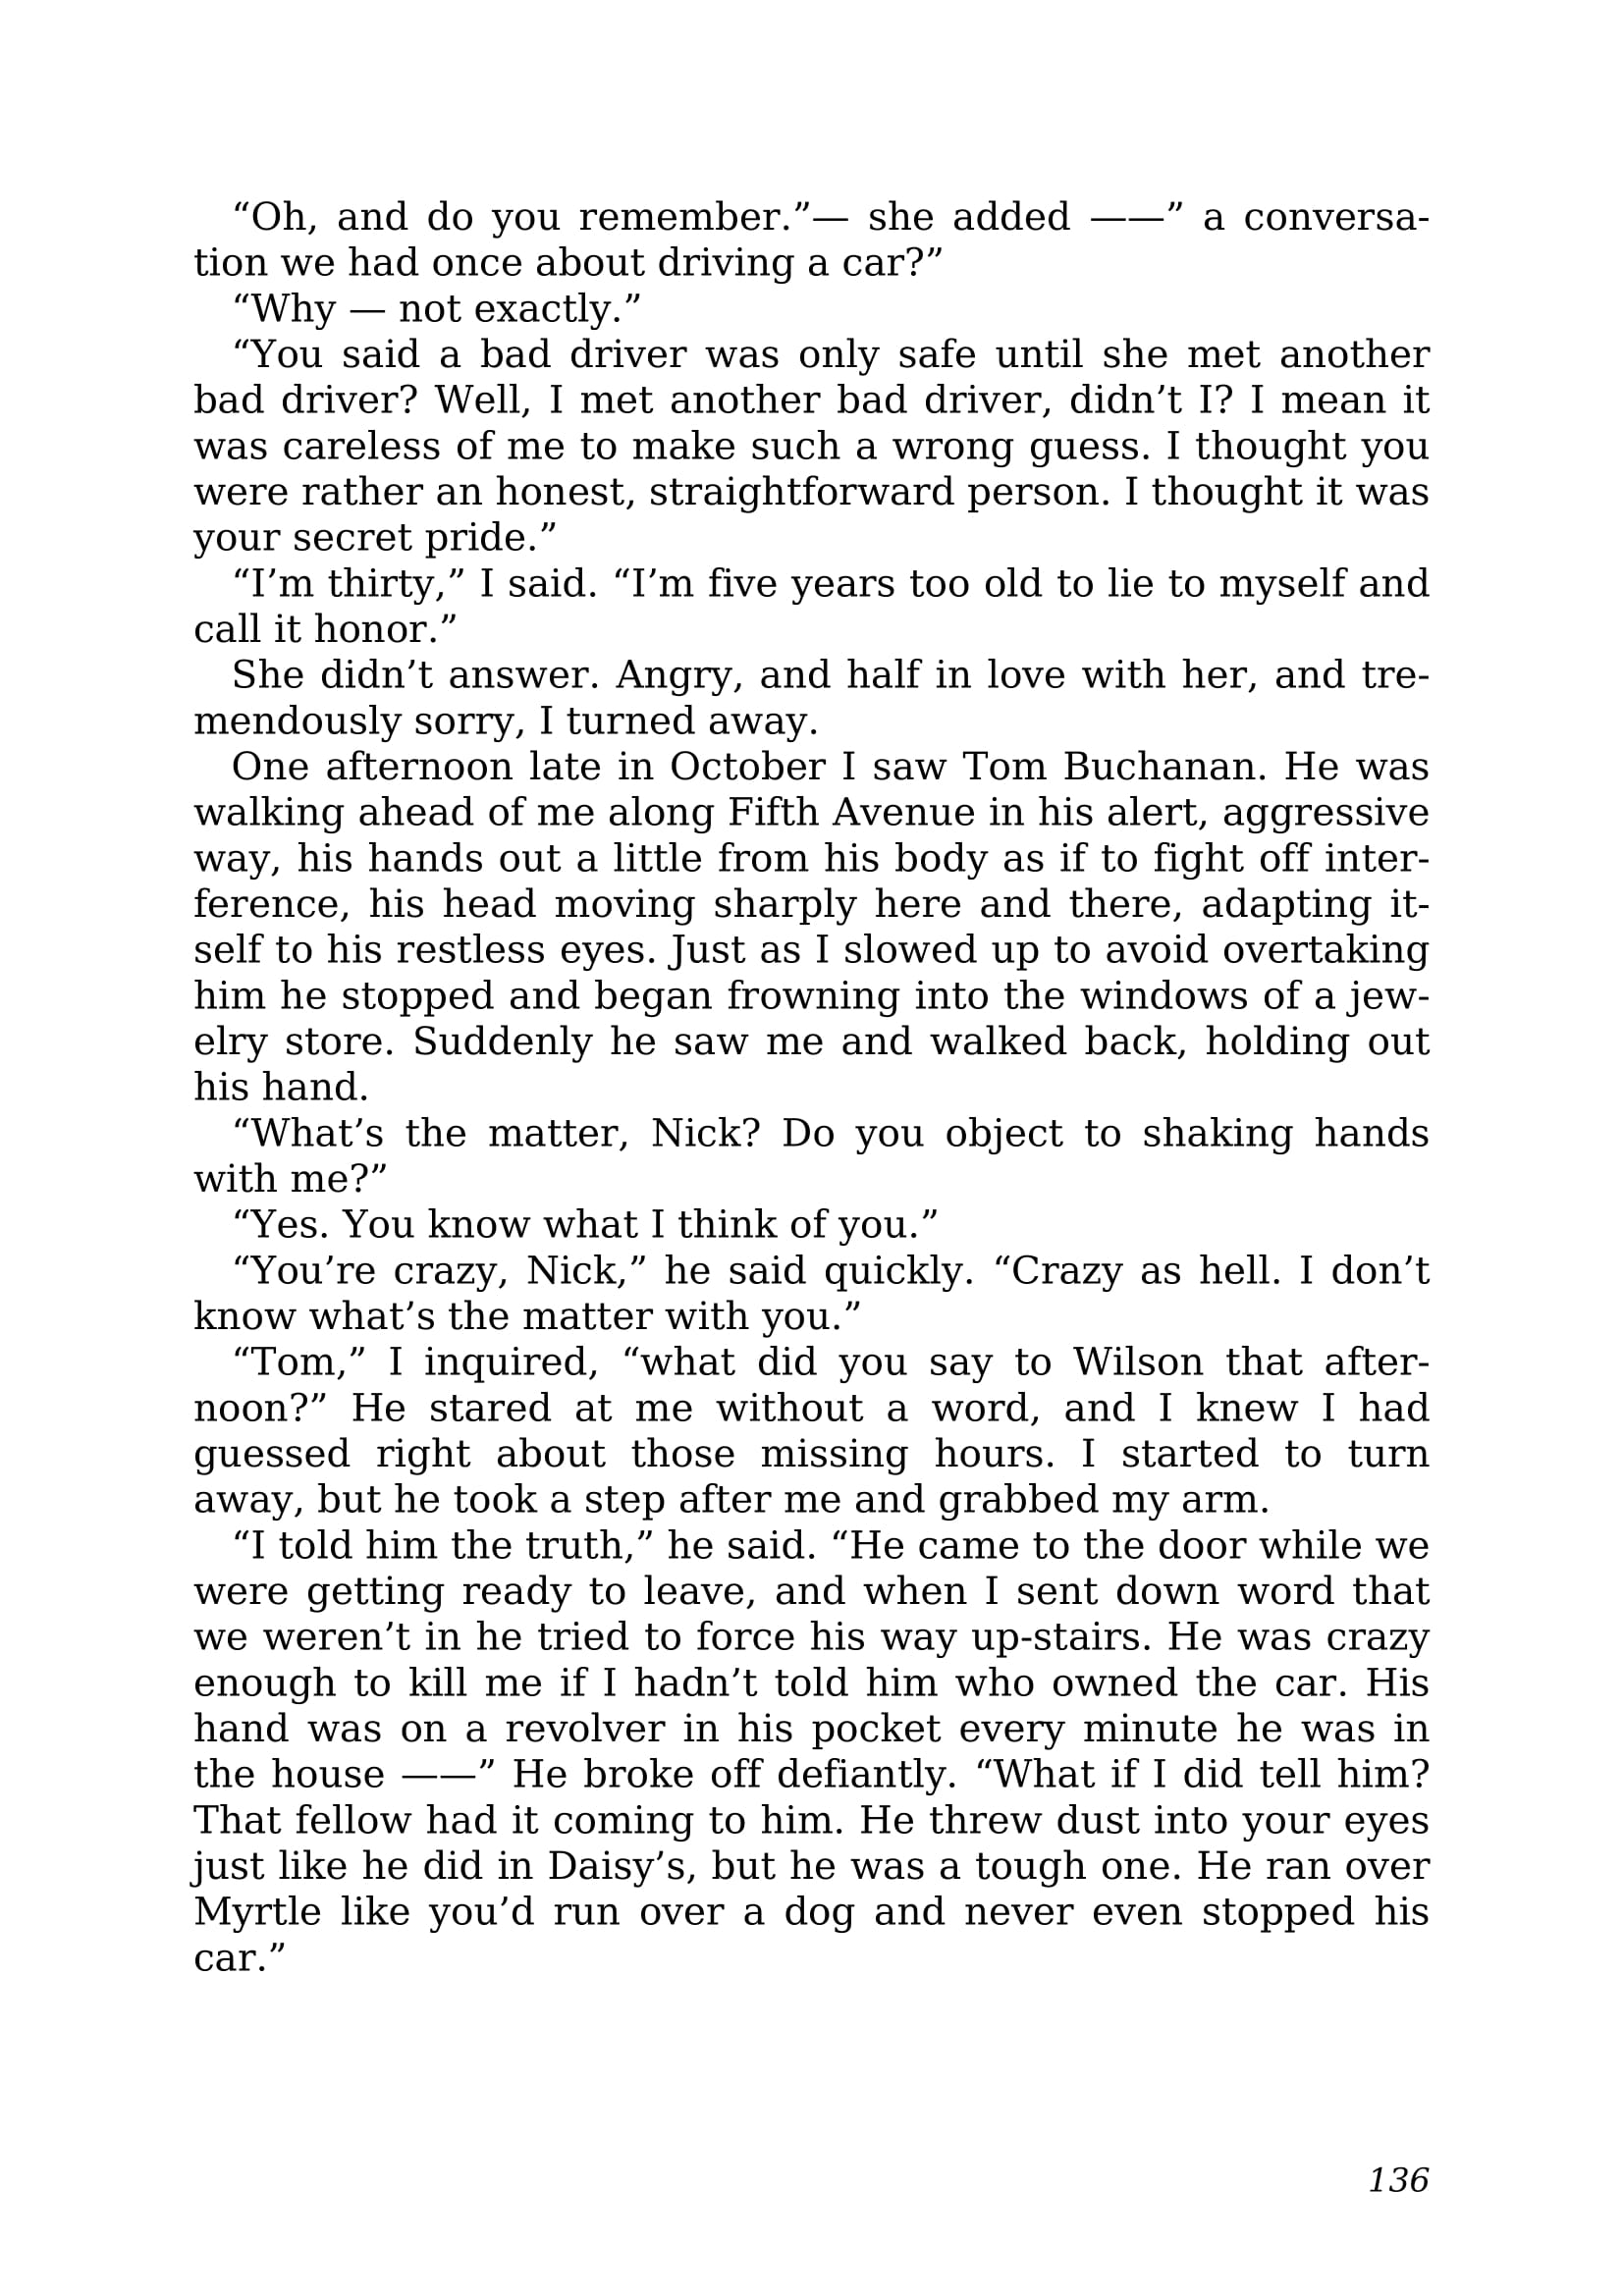 “Oh, and do you remember.”— she added ——” a conversa-
tion we had once about driving a car?”
“Why — not exactly.”
“You said a bad driver was only safe until she met another
bad driver? Well, I met another bad driver, didn’t I? I mean it
was careless of me to make such a wrong guess. I thought you
were rather an honest, straightforward person. I thought it was
your secret pride.”
“I’m thirty,” I said. “I’m five years too old to lie to myself and
call it honor.”
She didn’t answer. Angry, and half in love with her, and tre-
mendously sorry, I turned away.
One afternoon late in October I saw Tom Buchanan. He was
walking ahead of me along Fifth Avenue in his alert, aggressive
way, his hands out a little from his body as if to fight off inter-
ference, his head moving sharply here and there, adapting it-
self to his restless eyes. Just as I slowed up to avoid overtaking
him he stopped and began frowning into the windows of a jew-
elry store. Suddenly he saw me and walked back, holding out
his hand.
“What’s the matter, Nick? Do you object to shaking hands
with me?”
“Yes. You know what I think of you.”
“You’re crazy, Nick,” he said quickly. “Crazy as hell. I don’t
know what’s the matter with you.”
“Tom,” I inquired, “what did you say to Wilson that after-
noon?” He stared at me without a word, and I knew I had
guessed right about those missing hours. I started to turn
away, but he took a step after me and grabbed my arm.
“I told him the truth,” he said. “He came to the door while we
were getting ready to leave, and when I sent down word that
we weren’t in he tried to force his way up-stairs. He was crazy
enough to kill me if I hadn’t told him who owned the car. His
hand was on a revolver in his pocket every minute he was in
the house ——” He broke off defiantly. “What if I did tell him?
That fellow had it coming to him. He threw dust into your eyes
just like he did in Daisy’s, but he was a tough one. He ran over
Myrtle like you’d run over a dog and never even stopped his
car.”
136